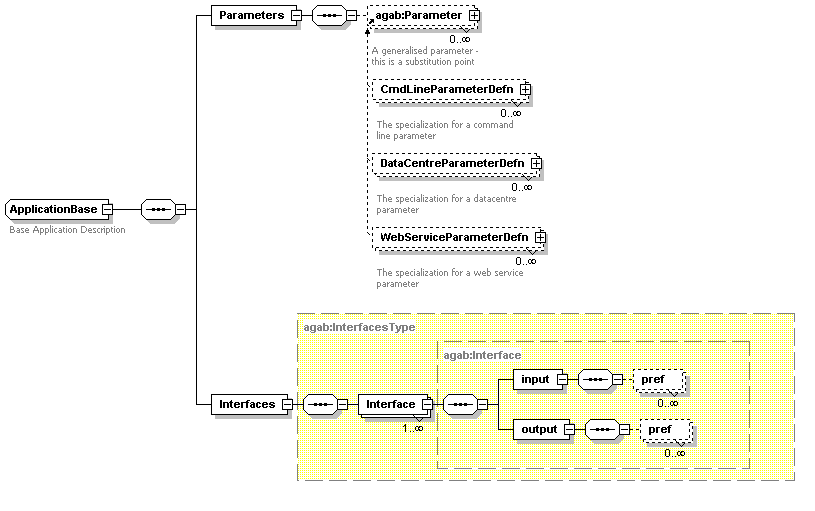 Parameters
agab:Parameter
0..∞
A generalised parameter -
this is a substitution point
CmdLineParameterDefn
0..∞
The specialization for a command
line parameter
DataCentreParameterDefn
0..∞
The specialization for a datacentre
parameter
ApplicationBase
Base Application Description
WebServiceParameterDefn
0..∞
The specialization for a web service
parameter
agab:InterfacesType
agab:Interface
Interfaces
Interface
1..∞
input
pref
0..∞
output
pref
0..∞